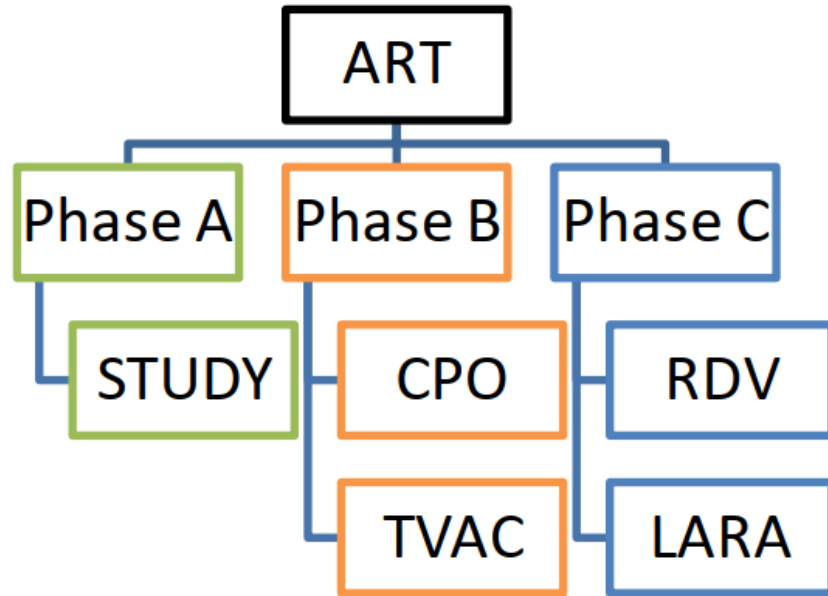 ART
Phase A
Phase B
Phase C
STUDY
CPO
RDV
TVAC
LARA